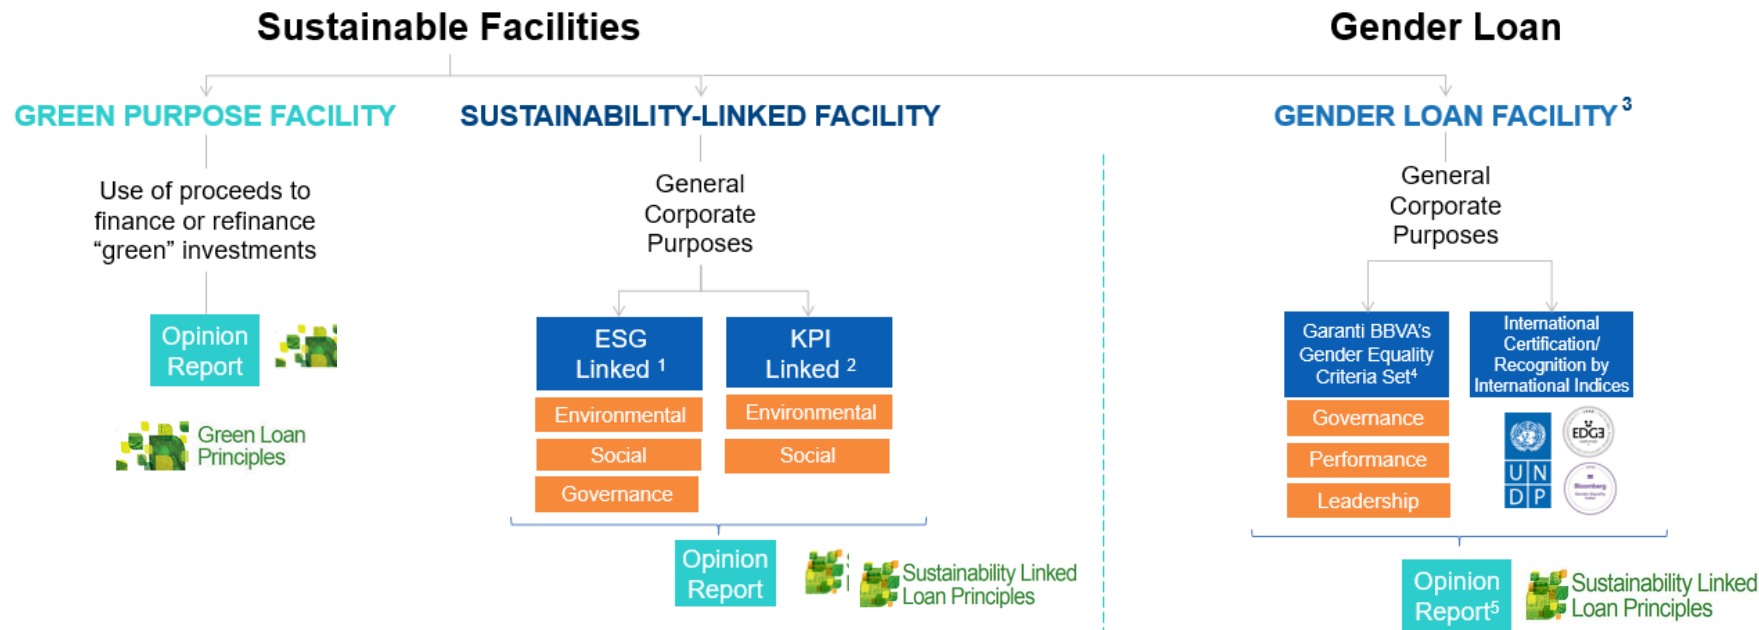 Sustainable Facilities
Gender Loan
GREEN PURPOSE FACILITY
SUSTAINABILITY-LINKED FACILITY
GENDER LOAN FACILITY 3
Use of proceeds to
finance or refinance
“green” investments
General
Corporate
Purposes
General
Corporate
Purposes
Opinion
Report
Green Loan
Principles
ESG
Linked 1
Environmental
Social
Governance
KPI
Linked 2
Environmental
Social
Opinion
Report
Sustainability Linked
Loan Principles
Garanti BBVA's
Gender Equality
Criteria Set4
Governance
Performance
Leadership
International
Certification/
Recognition by
International Indices
U N
D P
EDGE
Bloomberg
Opinion
Report5
Sustainability Linked
Loan Principles